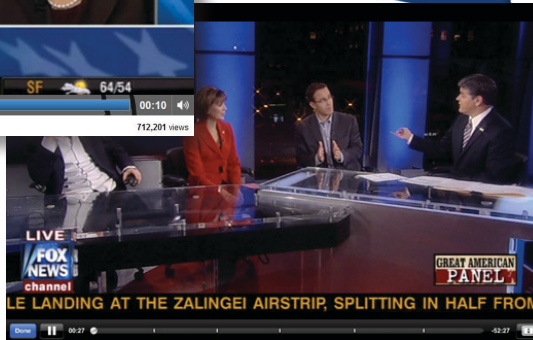 SF 64/54
00:10
712,201 views
LIVE
FOX
NEWS
channel
GREAT AMERICAN
PANEL
LE LANDING AT THE ZALINGEI AIRSTRIP, SPLITTING IN HALF FROM
Done 00:27 -52:27